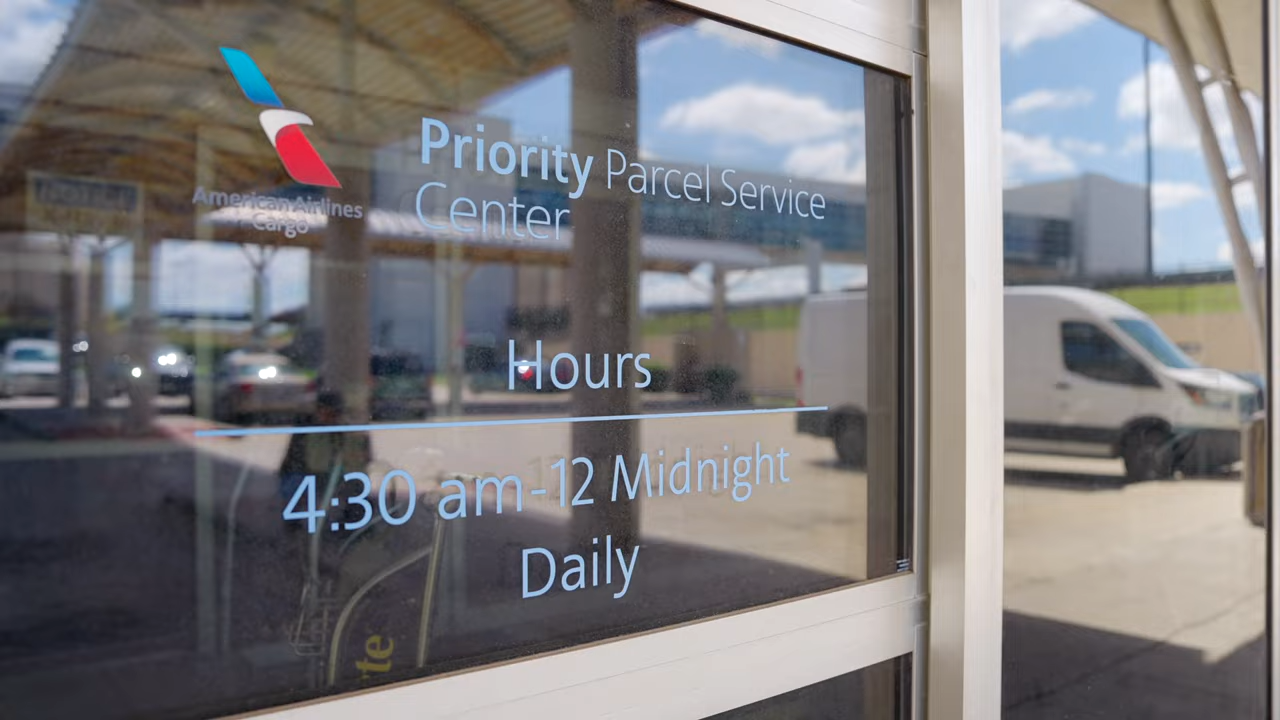 American Airlines
Cargo
Priority Parcel Service
Center
Hours
4:30 am-12 Midnight
Daily